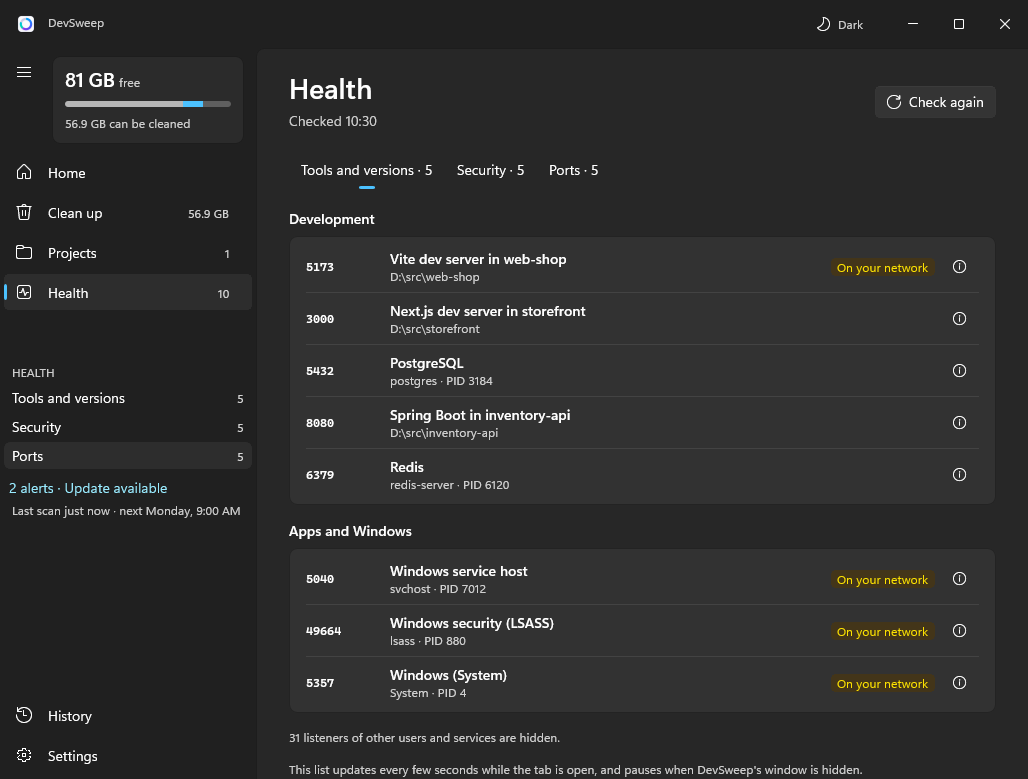 DevSweep
Dark
81 GB free
56.9 GB can be cleaned
Home
Clean up 56.9 GB
Projects 1
Health 10
HEALTH
Tools and versions 5
Security 5
Ports 5
2 alerts · Update available
Last scan just now · next Monday, 9:00 AM
History
Settings
Health
Checked 10:30
Check again
Tools and versions · 5 Security · 5 Ports · 5
Development
5173 Vite dev server in web-shop On your network
D:\src\web-shop
3000 Next.js dev server in storefront
D:\src\storefront
5432 PostgreSQL
postgres · PID 3184
8080 Spring Boot in inventory-api
D:\src\inventory-api
6379 Redis
redis-server · PID 6120
Apps and Windows
5040 Windows service host On your network
svchost · PID 7012
49664 Windows security (LSASS) On your network
lsass · PID 880
5357 Windows (System) On your network
System · PID 4
31 listeners of other users and services are hidden.
This list updates every few seconds while the tab is open, and pauses when DevSweep's window is hidden.